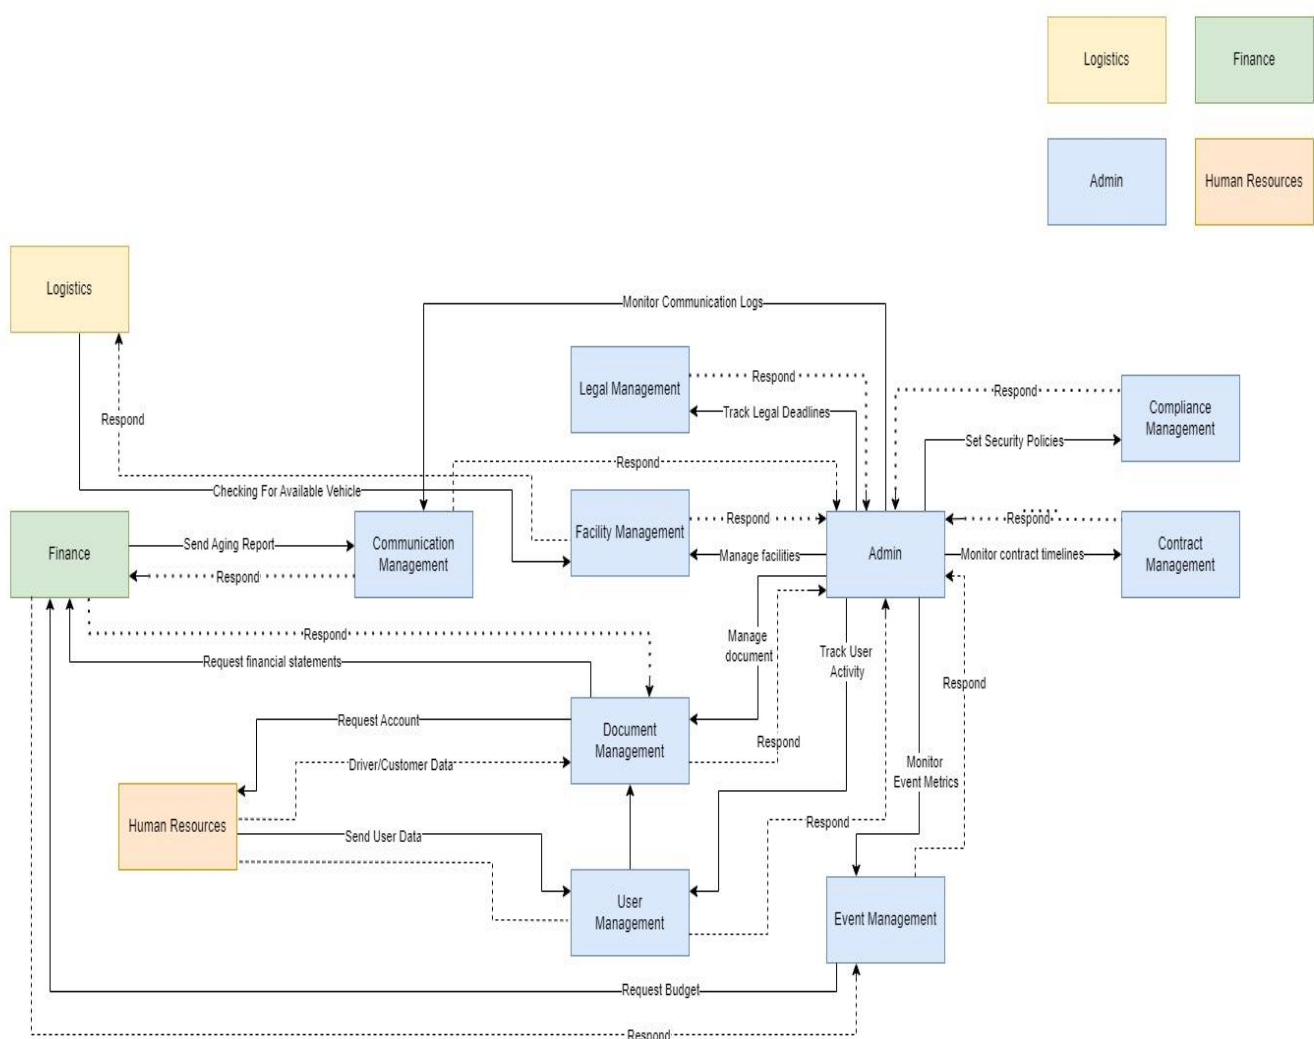 Logistics
Finance
Admin
Human Resources
Logistics
Monitor Communication Logs
Legal Management
Respond
Track Legal Deadlines
Respond
Compliance
Management
Set Security Policies
Respond
Respond
Checking For Available Vehicle
Finance
Send Aging Report
Respond
Communication
Management
Facility Management
Respond
Manage facilities
Admin
Respond
Monitor contract timelines
Contract
Management
Respond
Request financial statements
Manage
document
Track User
Activity
Respond
Request Account
Document
Management
Respond
Driver/Customer Data
Monitor
Event Metrics
Human Resources
Send User Data
Respond
User
Management
Event Management
Request Budget
Respond